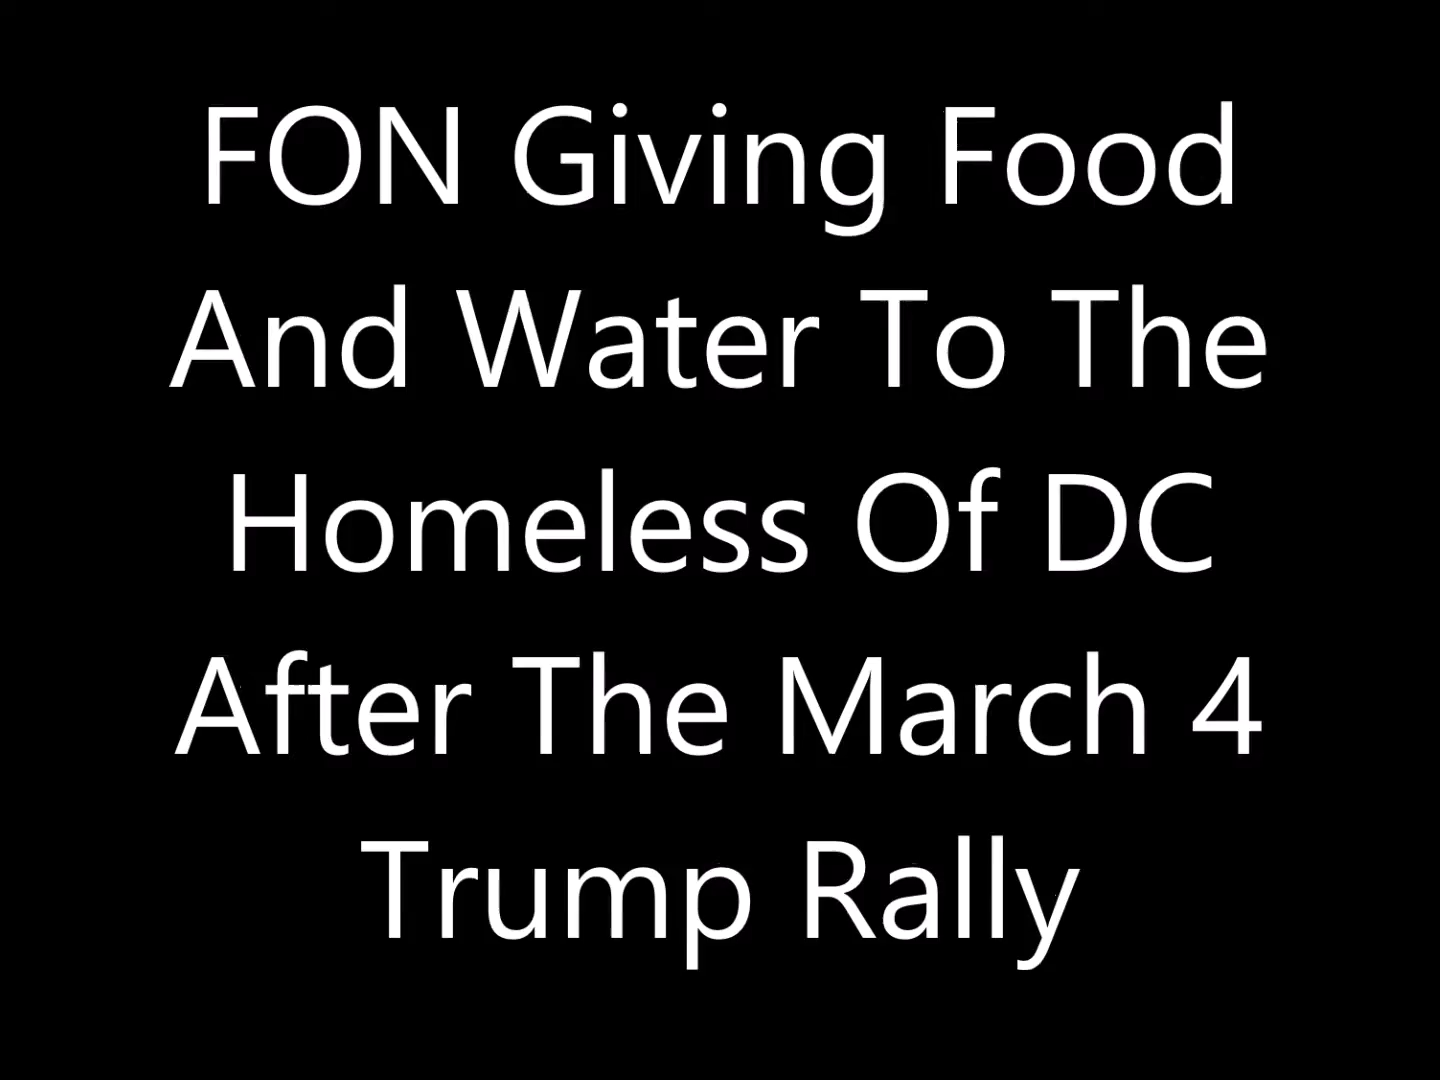 FON Giving Food
And Water To The
Homeless Of DC
After The March 4
Trump Rally